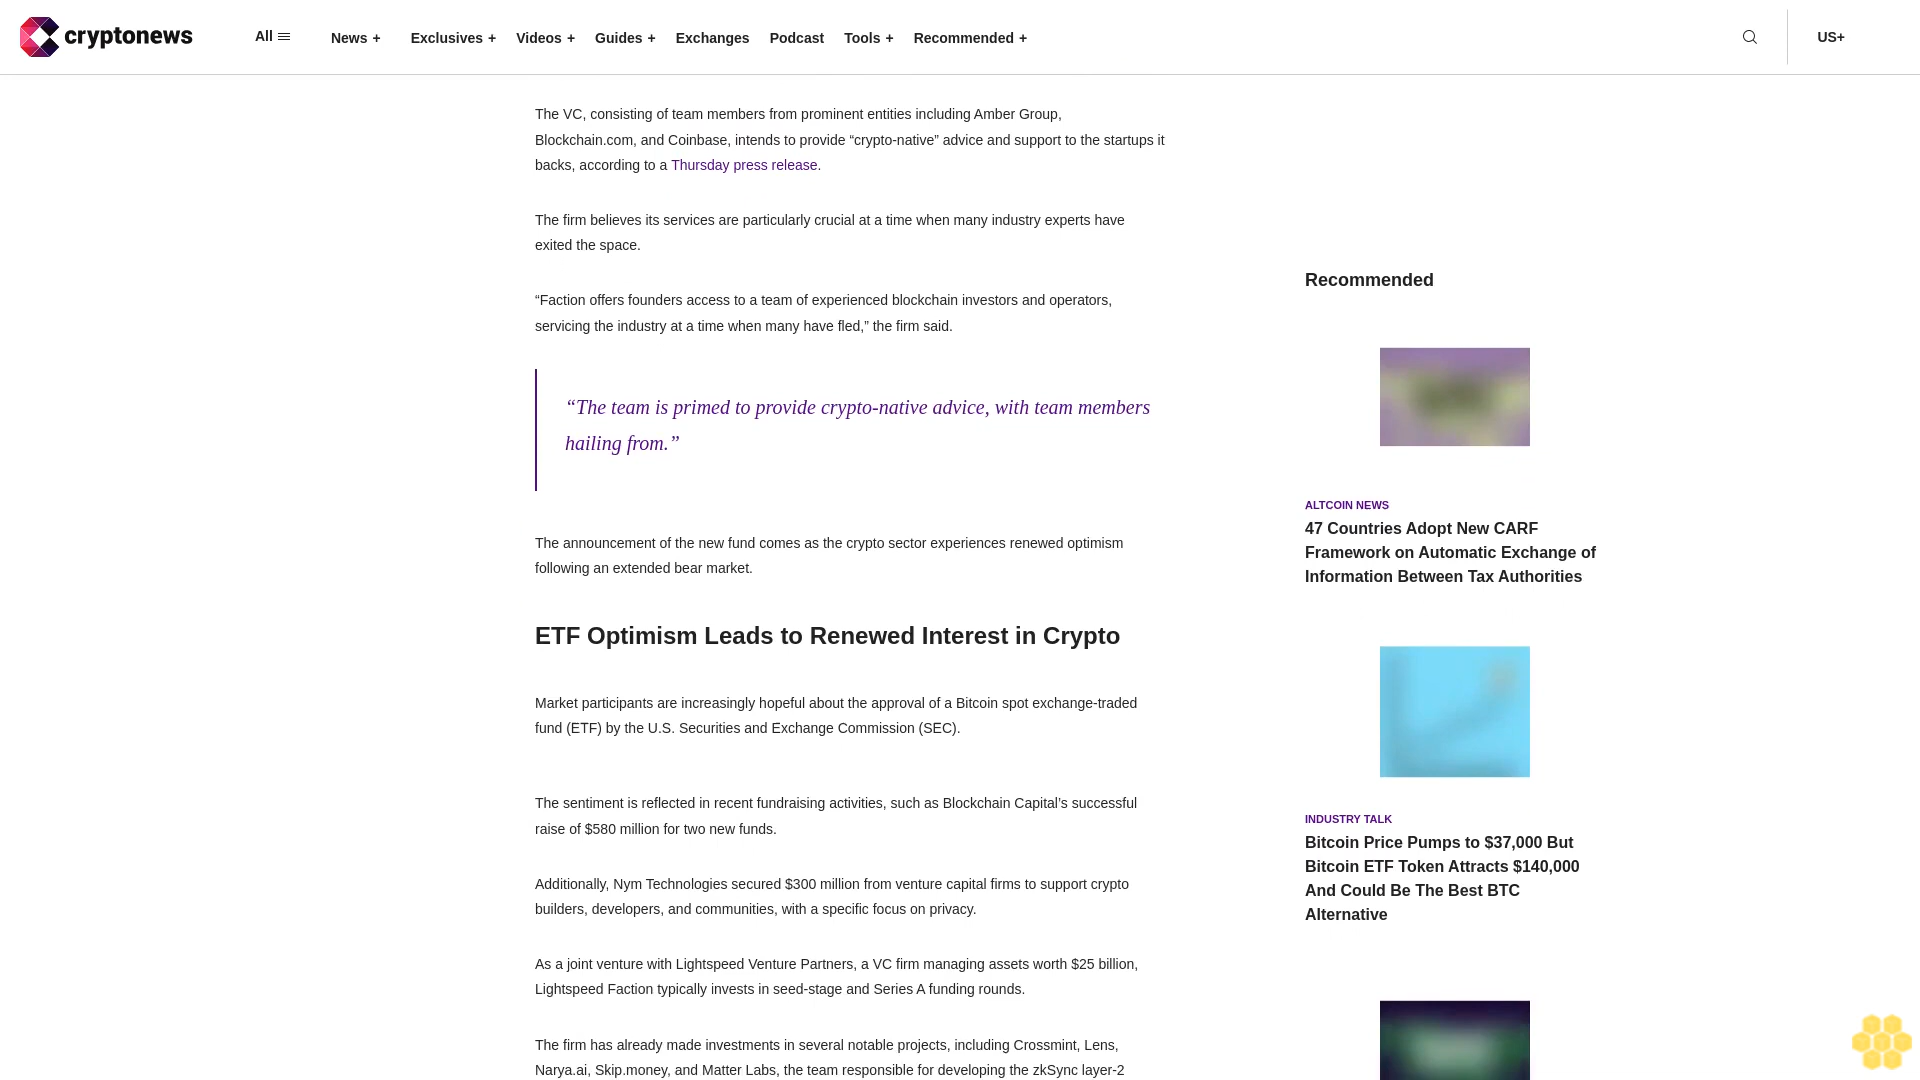 cryptonews
All
News +
Exclusives +
Videos +
Guides +
Exchanges
Podcast
Tools +
Recommended +
US+
The VC, consisting of team members from prominent entities including Amber Group,
Blockchain.com, and Coinbase, intends to provide “crypto-native” advice and support to the startups it
backs, according to a Thursday press release.
The firm believes its services are particularly crucial at a time when many industry experts have
exited the space.
“Faction offers founders access to a team of experienced blockchain investors and operators,
servicing the industry at a time when many have fled,” the firm said.
“The team is primed to provide crypto-native advice, with team members
hailing from.”
The announcement of the new fund comes as the crypto sector experiences renewed optimism
following an extended bear market.
ETF Optimism Leads to Renewed Interest in Crypto
Market participants are increasingly hopeful about the approval of a Bitcoin spot exchange-traded
fund (ETF) by the U.S. Securities and Exchange Commission (SEC).
The sentiment is reflected in recent fundraising activities, such as Blockchain Capital’s successful
raise of $580 million for two new funds.
Additionally, Nym Technologies secured $300 million from venture capital firms to support crypto
builders, developers, and communities, with a specific focus on privacy.
As a joint venture with Lightspeed Venture Partners, a VC firm managing assets worth $25 billion,
Lightspeed Faction typically invests in seed-stage and Series A funding rounds.
The firm has already made investments in several notable projects, including Crossmint, Lens,
Narya.ai, Skip.money, and Matter Labs, the team responsible for developing the zkSync layer-2
Recommended
ALTCOIN NEWS
47 Countries Adopt New CARF
Framework on Automatic Exchange of
Information Between Tax Authorities
INDUSTRY TALK
Bitcoin Price Pumps to $37,000 But
Bitcoin ETF Token Attracts $140,000
And Could Be The Best BTC
Alternative